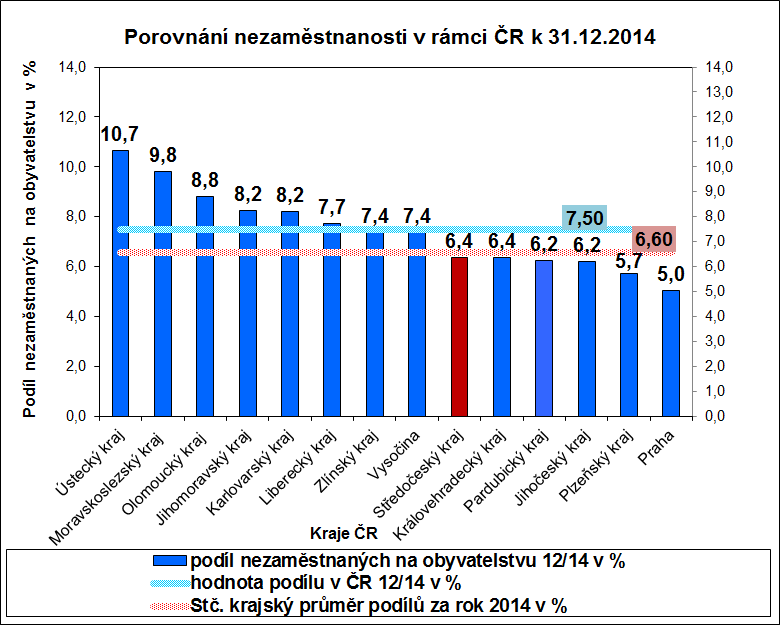 Porovnání nezaměstnanosti v rámci ČR k 31.12.2014
Podíl nezaměstnaných na obyvatelstvu v %
14,0
12,0
10,0
8,0
6,0
4,0
2,0
0,0
10,7
9,8
8,8
8,2
8,2
7,7
7,4
7,4
6,4
6,4
6,2
6,2
5,7
5,0
7,50
6,60
14,0
13,0
12,0
11,0
10,0
9,0
8,0
7,0
6,0
5,0
4,0
3,0
2,0
1,0
0,0
Ústecký kraj
Moravskoslezský kraj
Olomoucký kraj
Jihomoravský kraj
Karlovarský kraj
Liberecký kraj
Zlínský kraj
Vysočina
Středočeský kraj
Královehradecký kraj
Pardubický kraj
Jihočeský kraj
Plzeňský kraj
Praha
Kraje ČR
podíl nezaměstnaných na obyvatelstvu 12/14 v %
hodnota podílu v ČR 12/14 v %
Stč. krajský průměr podílů za rok 2014 v %